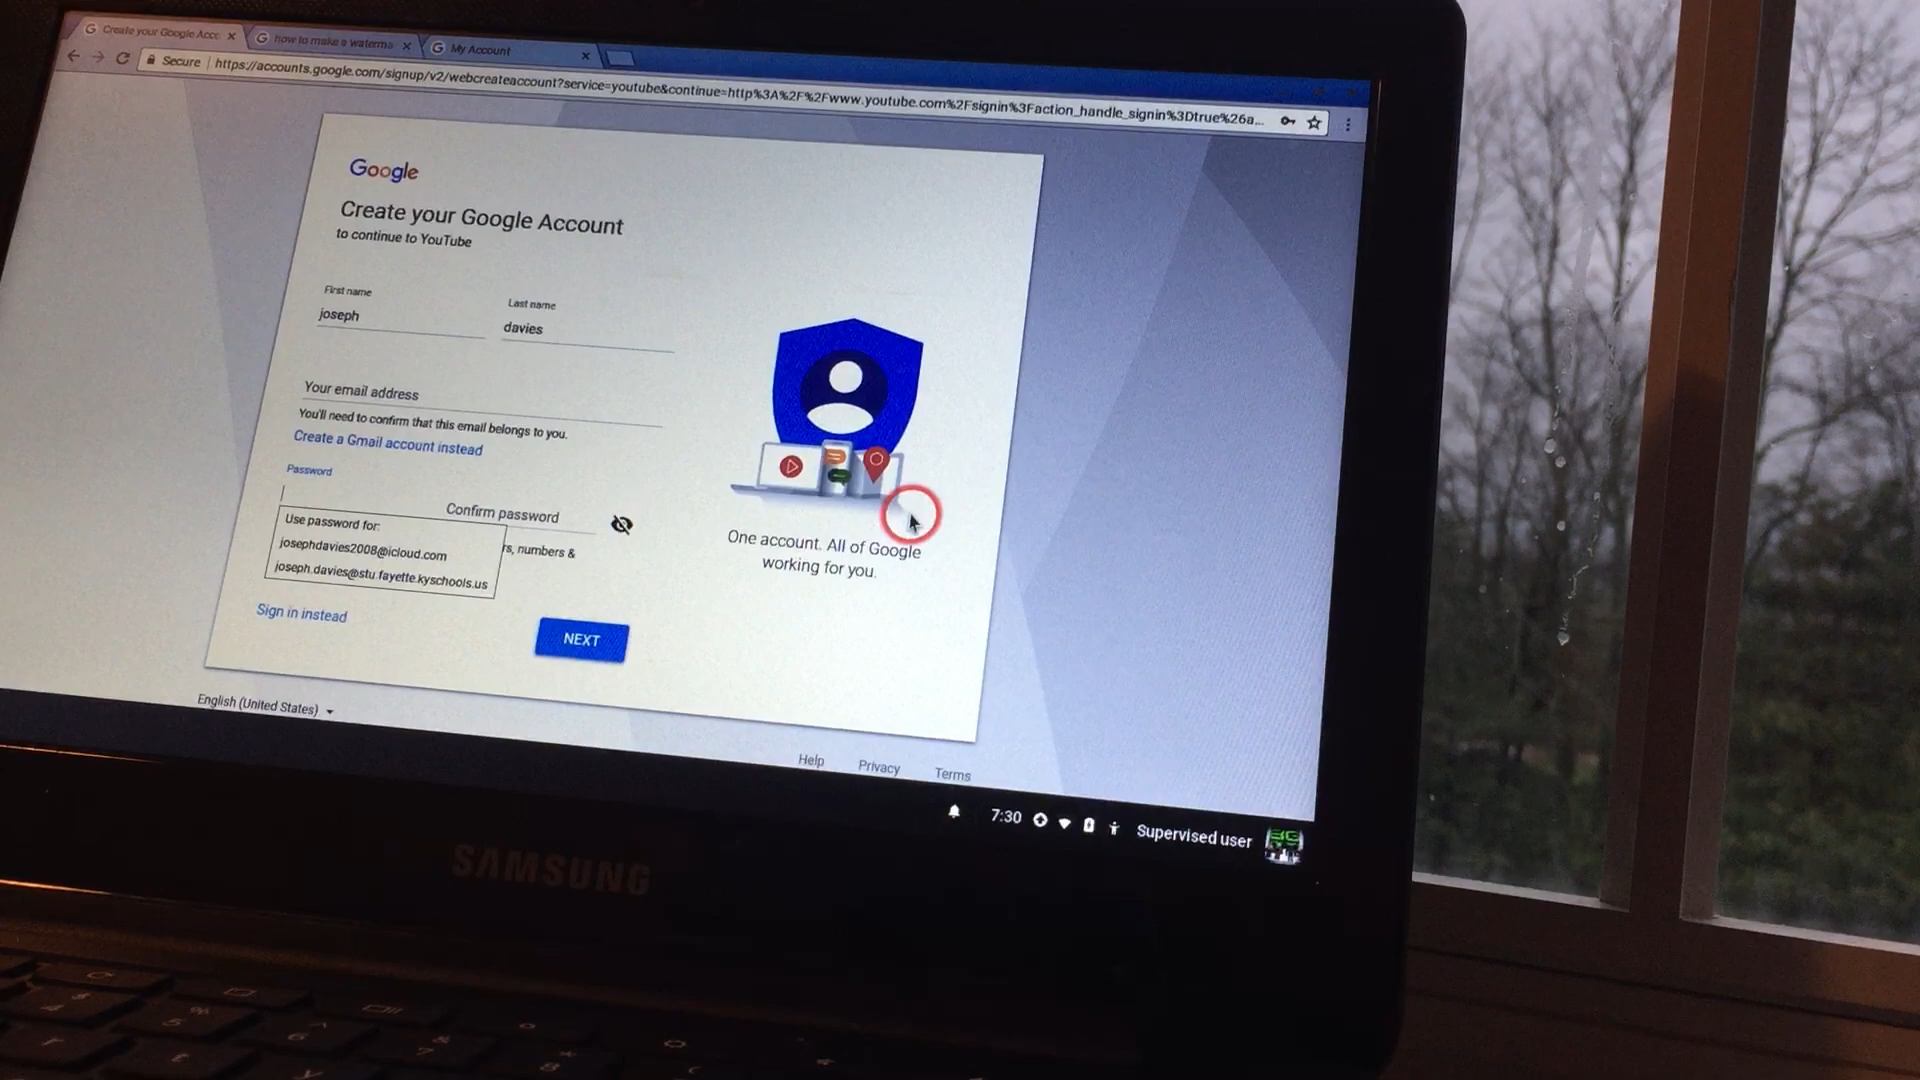 Create your Google Acco
how to make a waterma
My Account
Secure
https://accounts.google.com/signup/v2/webcreateaccount?service=youtube&continue=http%3A%2F%2Fwww.youtube.com%2Fsignin%3Faction_handle_signin%3Dtrue%26a...
Google
Create your Google Account
to continue to YouTube
First name
Last name
joseph
davies
Your email address
You'll need to confirm that this email belongs to you.
Create a Gmail account instead
Password
Confirm password
Use password for:
josephdavies2008@icloud.com
rs, numbers &
joseph.davies@stu.fayette.kyschools.us
Sign in instead
NEXT
One account. All of Google
working for you.
English (United States)
Help
Privacy
Terms
7:30
Supervised user
SAMSUNG